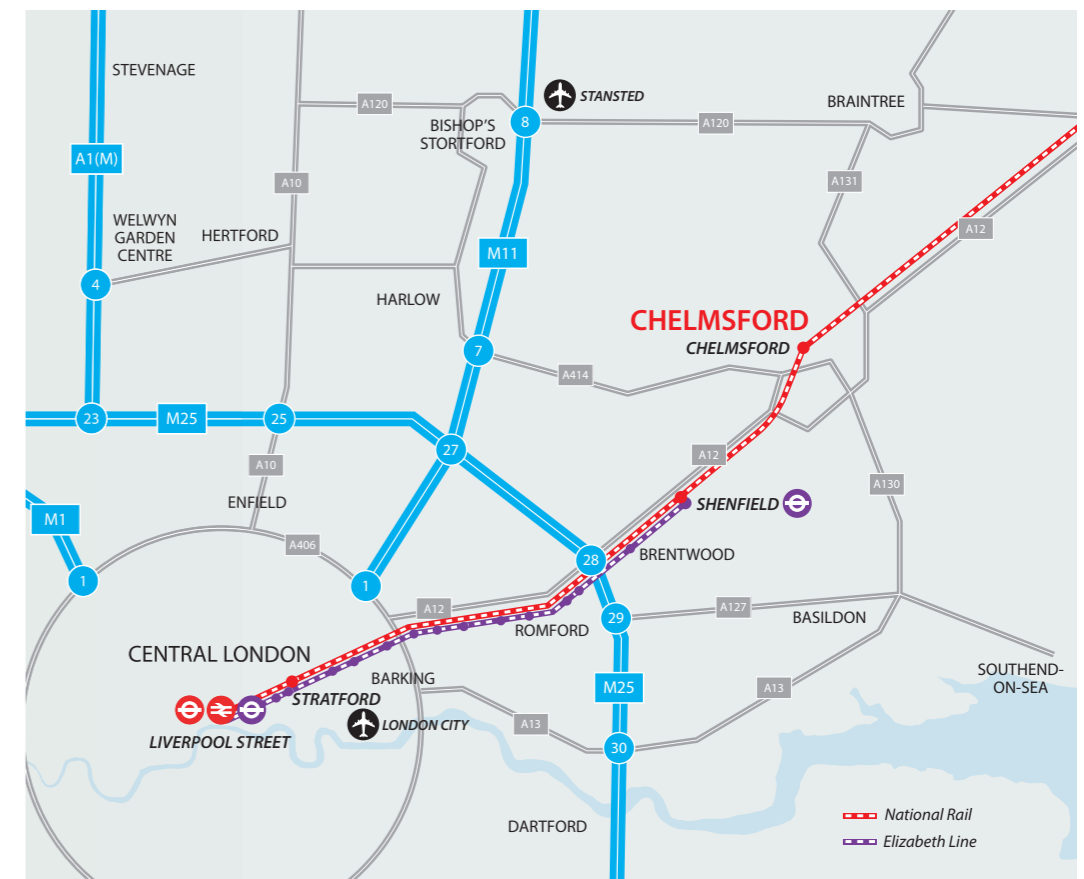 STEVENAGE
STANSTED
A120
BRAINTREE
8
BISHOP'S
STORTFORD
A120
A1(M)
A10
A131
WELWYN
GARDEN
CENTRE
HERTFORD
A12
M11
4
HARLOW
CHELMSFORD
CHELMSFORD
7
A414
23
M25
25
27
A12
A10
A130
ENFIELD
SHENFIELD
M1
A406
BRENTWOOD
28
1
1
A12
A127
29
BASILDON
ROMFORD
CENTRAL LONDON
SOUTHEND-
ON-SEA
BARKING
M25
A13
STRATFORD
LONDON CITY
A13
LIVERPOOL STREET
30
National Rail
DARTFORD
Elizabeth Line